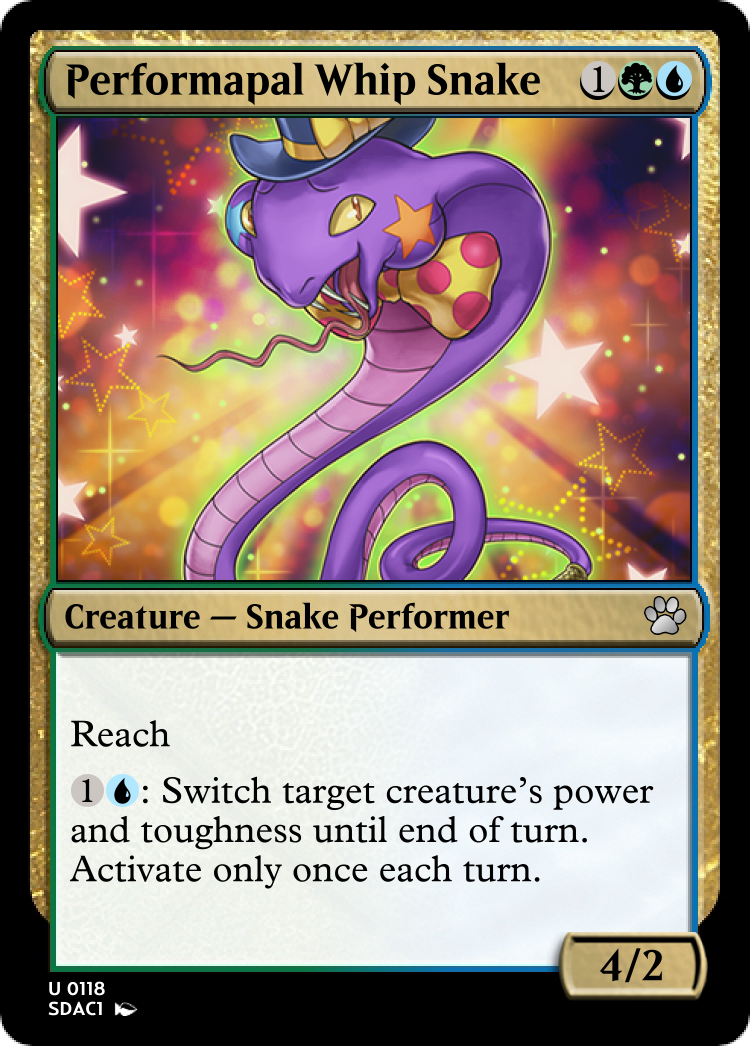 Performapal Whip Snake 1
Creature — Snake Performer
Reach
1 : Switch target creature's power
and toughness until end of turn.
Activate only once each turn.
4/2
U 0118
SDAC1